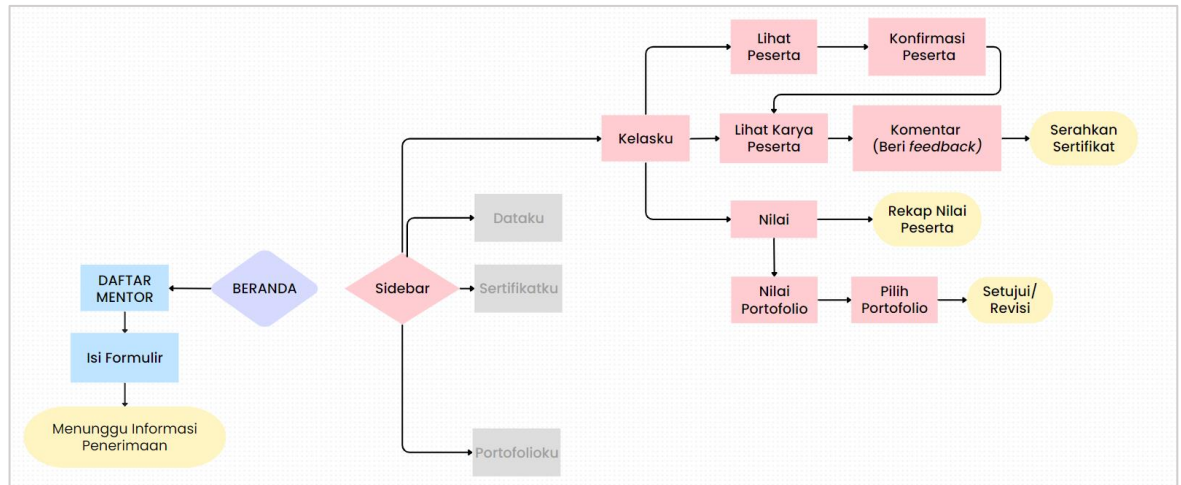 Lihat
Peserta
Konfirmasi
Peserta
Kelasku
Lihat Karya
Peserta
Komentar
(Beri feedback)
Serahkan
Sertifikat
Dataku
Nilai
Rekap Nilai
Peserta
DAFTAR
MENTOR
BERANDA
Sidebar
Sertifikatku
Nilai
Portofolio
Pilih
Portofolio
Setujui/
Revisi
Isi Formulir
Menunggu Informasi
Penerimaan
Portofolioku